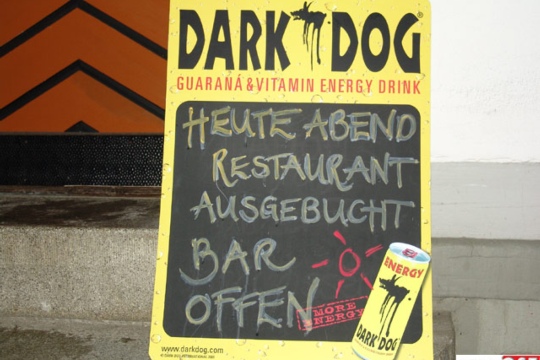 DARK DOG
GUARANÁ & VITAMIN ENERGY DRINK
HEUTE ABEND
RESTAURANT
AUSGEBUCHT
BAR
OFFEN
MORE
ENERGY
ENERGY
DARK DOG
www.darkdog.com